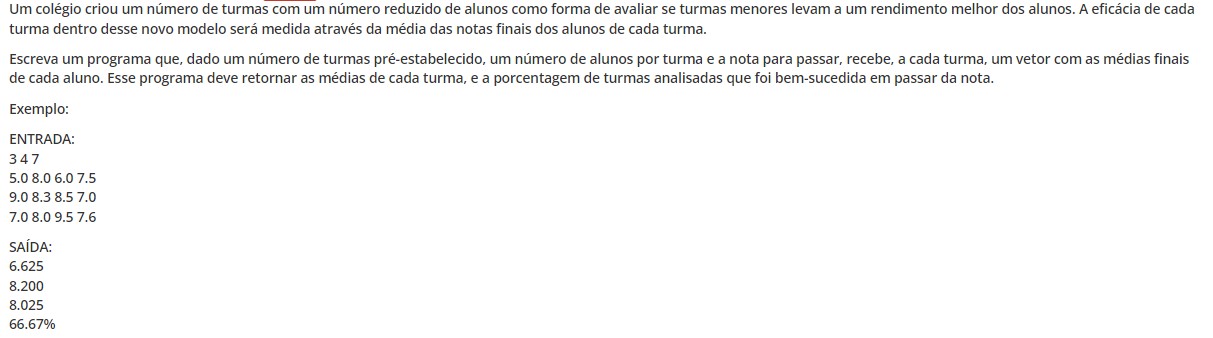 Um colégio criou um número de turmas com um número reduzido de alunos como forma de avaliar se turmas menores levam a um rendimento melhor dos alunos. A eficácia de cada
turma dentro desse novo modelo será medida através da média das notas finais dos alunos de cada turma.
Escreva um programa que, dado um número de turmas pré-estabelecido, um número de alunos por turma e a nota para passar, recebe, a cada turma, um vetor com as médias finais
de cada aluno. Esse programa deve retornar as médias de cada turma, e a porcentagem de turmas analisadas que foi bem-sucedida em passar da nota.
Exemplo:
ENTRADA:
3 4 7
5.0 8.0 6.0 7.5
9.0 8.3 8.5 7.0
7.0 8.0 9.5 7.6
SAÍDA:
6.625
8.200
8.025
66.67%